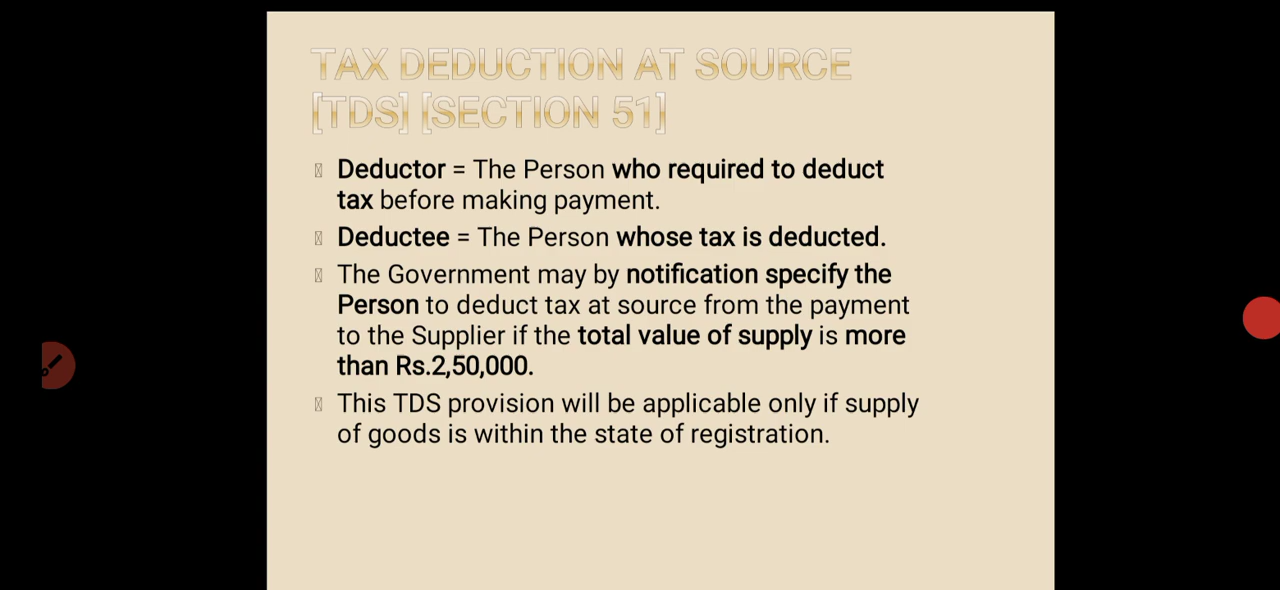 TAX DEDUCTION AT SOURCE
[TDS] [SECTION 51]
Deductor = The Person who required to deduct
tax before making payment.
Deductee = The Person whose tax is deducted.
The Government may by notification specify the
Person to deduct tax at source from the payment
to the Supplier if the total value of supply is more
than Rs.2,50,000.
This TDS provision will be applicable only if supply
of goods is within the state of registration.